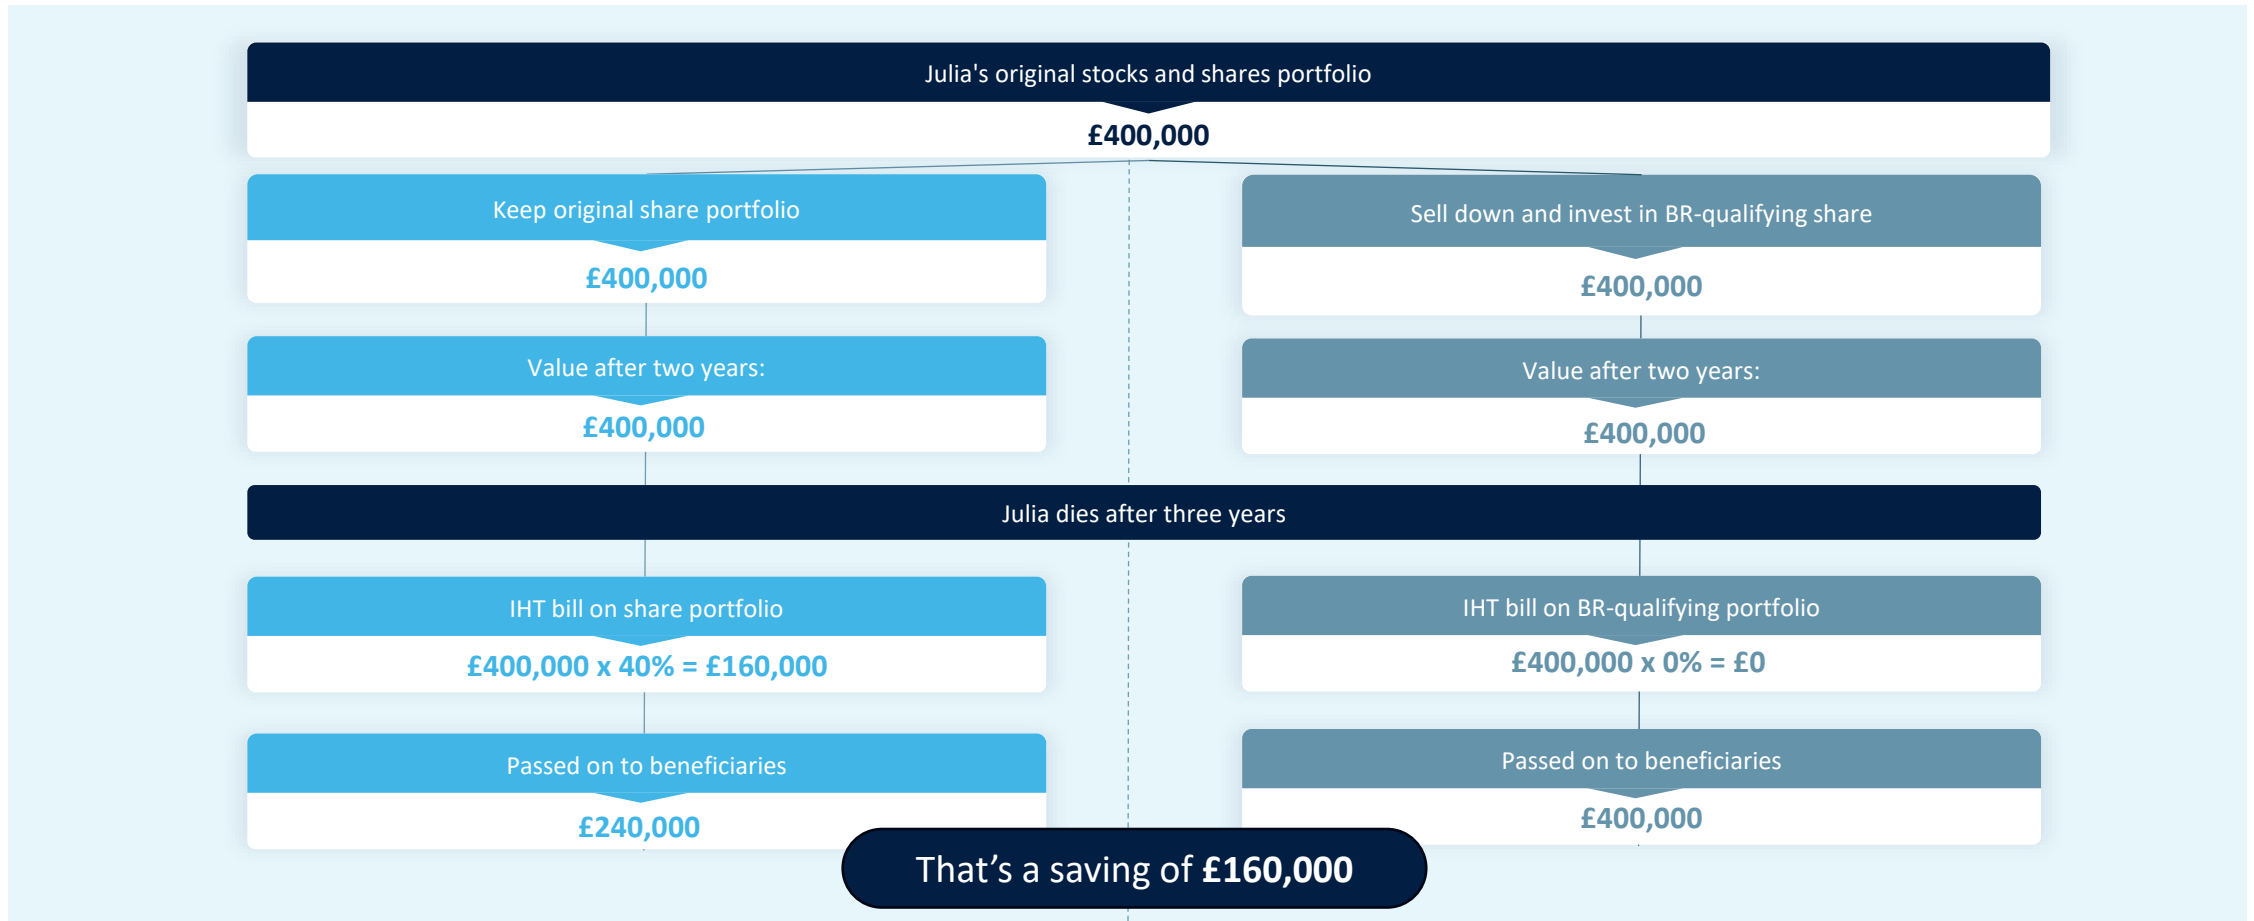 Julia's original stocks and shares portfolio
£400,000
Keep original share portfolio
£400,000
Value after two years:
£400,000
Sell down and invest in BR-qualifying share
£400,000
Value after two years:
£400,000
Julia dies after three years
IHT bill on share portfolio
£400,000 x 40% = £160,000
Passed on to beneficiaries
£240,000
IHT bill on BR-qualifying portfolio
£400,000 x 0% = £0
Passed on to beneficiaries
£400,000
That’s a saving of £160,000